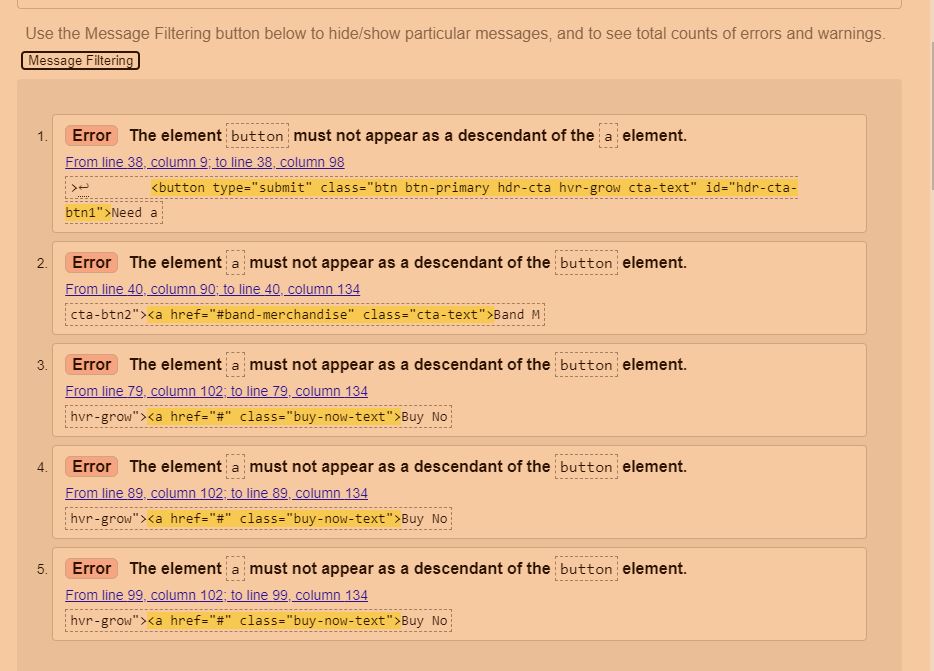 Use the Message Filtering button below to hide/show particular messages, and to see total counts of errors and warnings.
Message Filtering
1. Error The element button must not appear as a descendant of the a element.
From line 38, column 9; to line 38, column 98
>↩ <button type="submit" class="btn btn-primary hdr-cta hvr-grow cta-text" id="hdr-cta-
btn1">Need a
2. Error The element a must not appear as a descendant of the button element.
From line 40, column 90; to line 40, column 134
cta-btn2"><a href="#band-merchandise" class="cta-text">Band M
3. Error The element a must not appear as a descendant of the button element.
From line 79, column 102; to line 79, column 134
hvr-grow"><a href="#" class="buy-now-text">Buy No
4. Error The element a must not appear as a descendant of the button element.
From line 89, column 102; to line 89, column 134
hvr-grow"><a href="#" class="buy-now-text">Buy No
5. Error The element a must not appear as a descendant of the button element.
From line 99, column 102; to line 99, column 134
hvr-grow"><a href="#" class="buy-now-text">Buy No